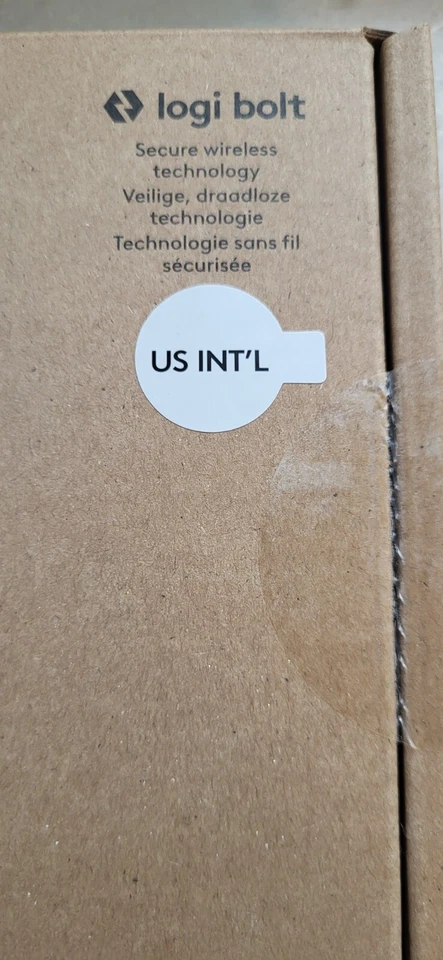 logi bolt
Secure wireless
technology
Veilige, draadloze
technologie
Technologie sans fil
sécurisée
US INT'L